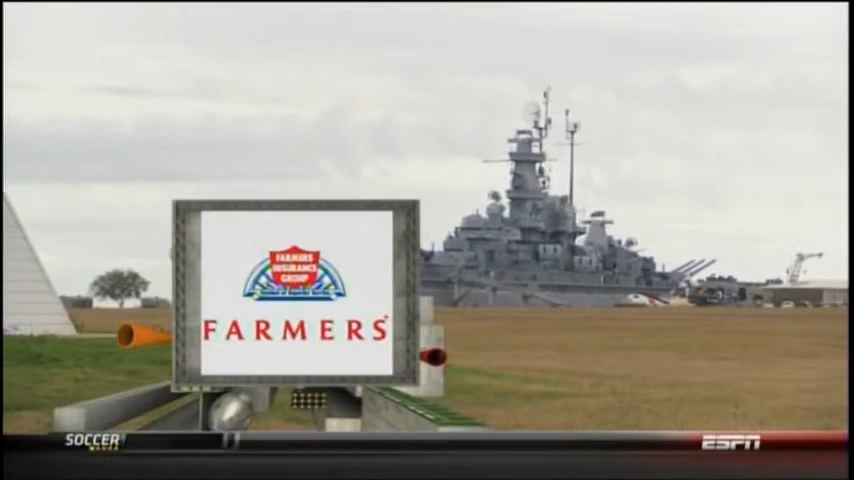 FARMERS
INSURANCE
GROUP
FARMERS®
SOCCER
ESPN